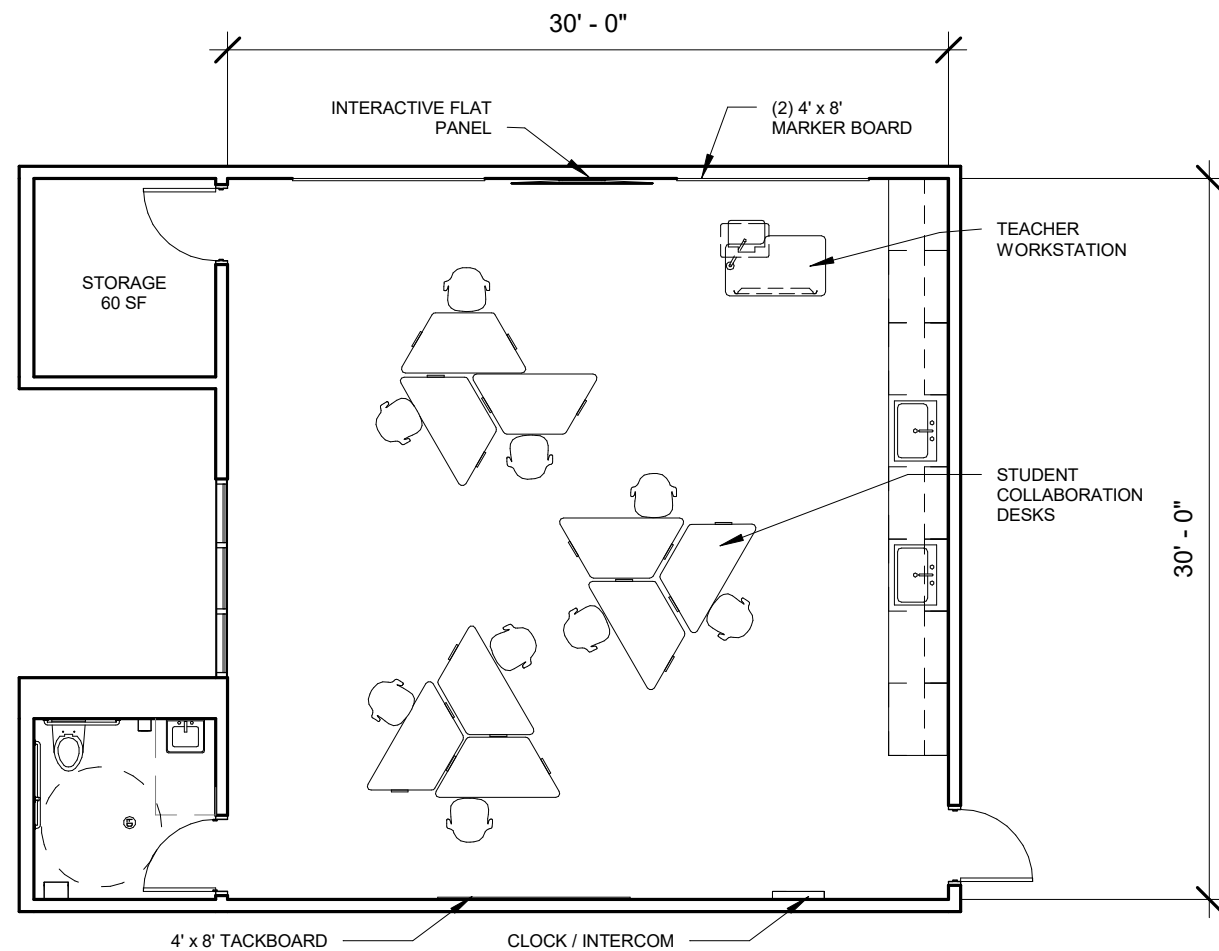 30' - 0"
INTERACTIVE FLAT
PANEL
(2) 4' x 8'
MARKER BOARD
STORAGE
60 SF
TEACHER
WORKSTATION
STUDENT
COLLABORATION
DESKS
30' - 0"
4' x 8' TACKBOARD
CLOCK / INTERCOM